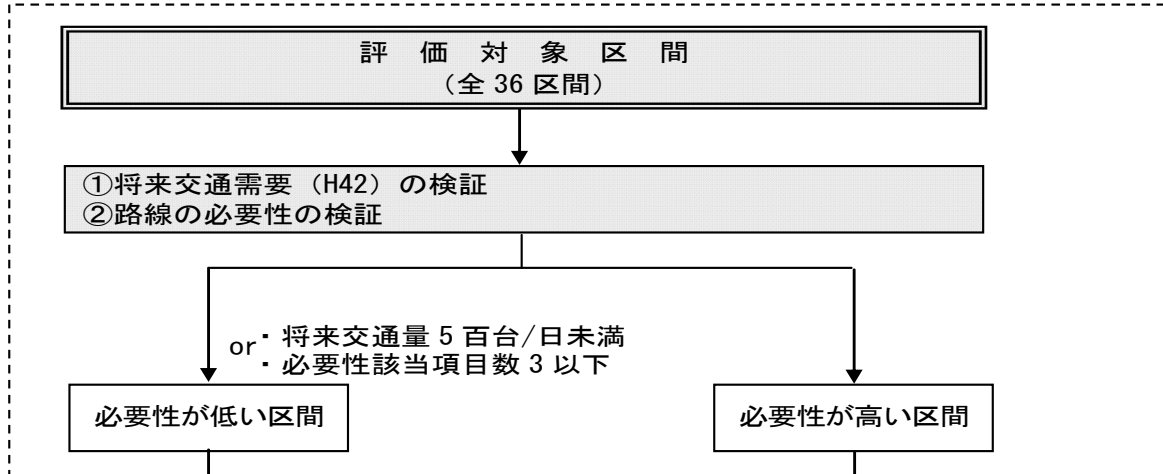 評価対象区間
（全36区間）
①将来交通需要（H42）の検証
②路線の必要性の検証
or
・将来交通量５百台/日未満
・必要性該当項目数３以下
必要性が低い区間
必要性が高い区間